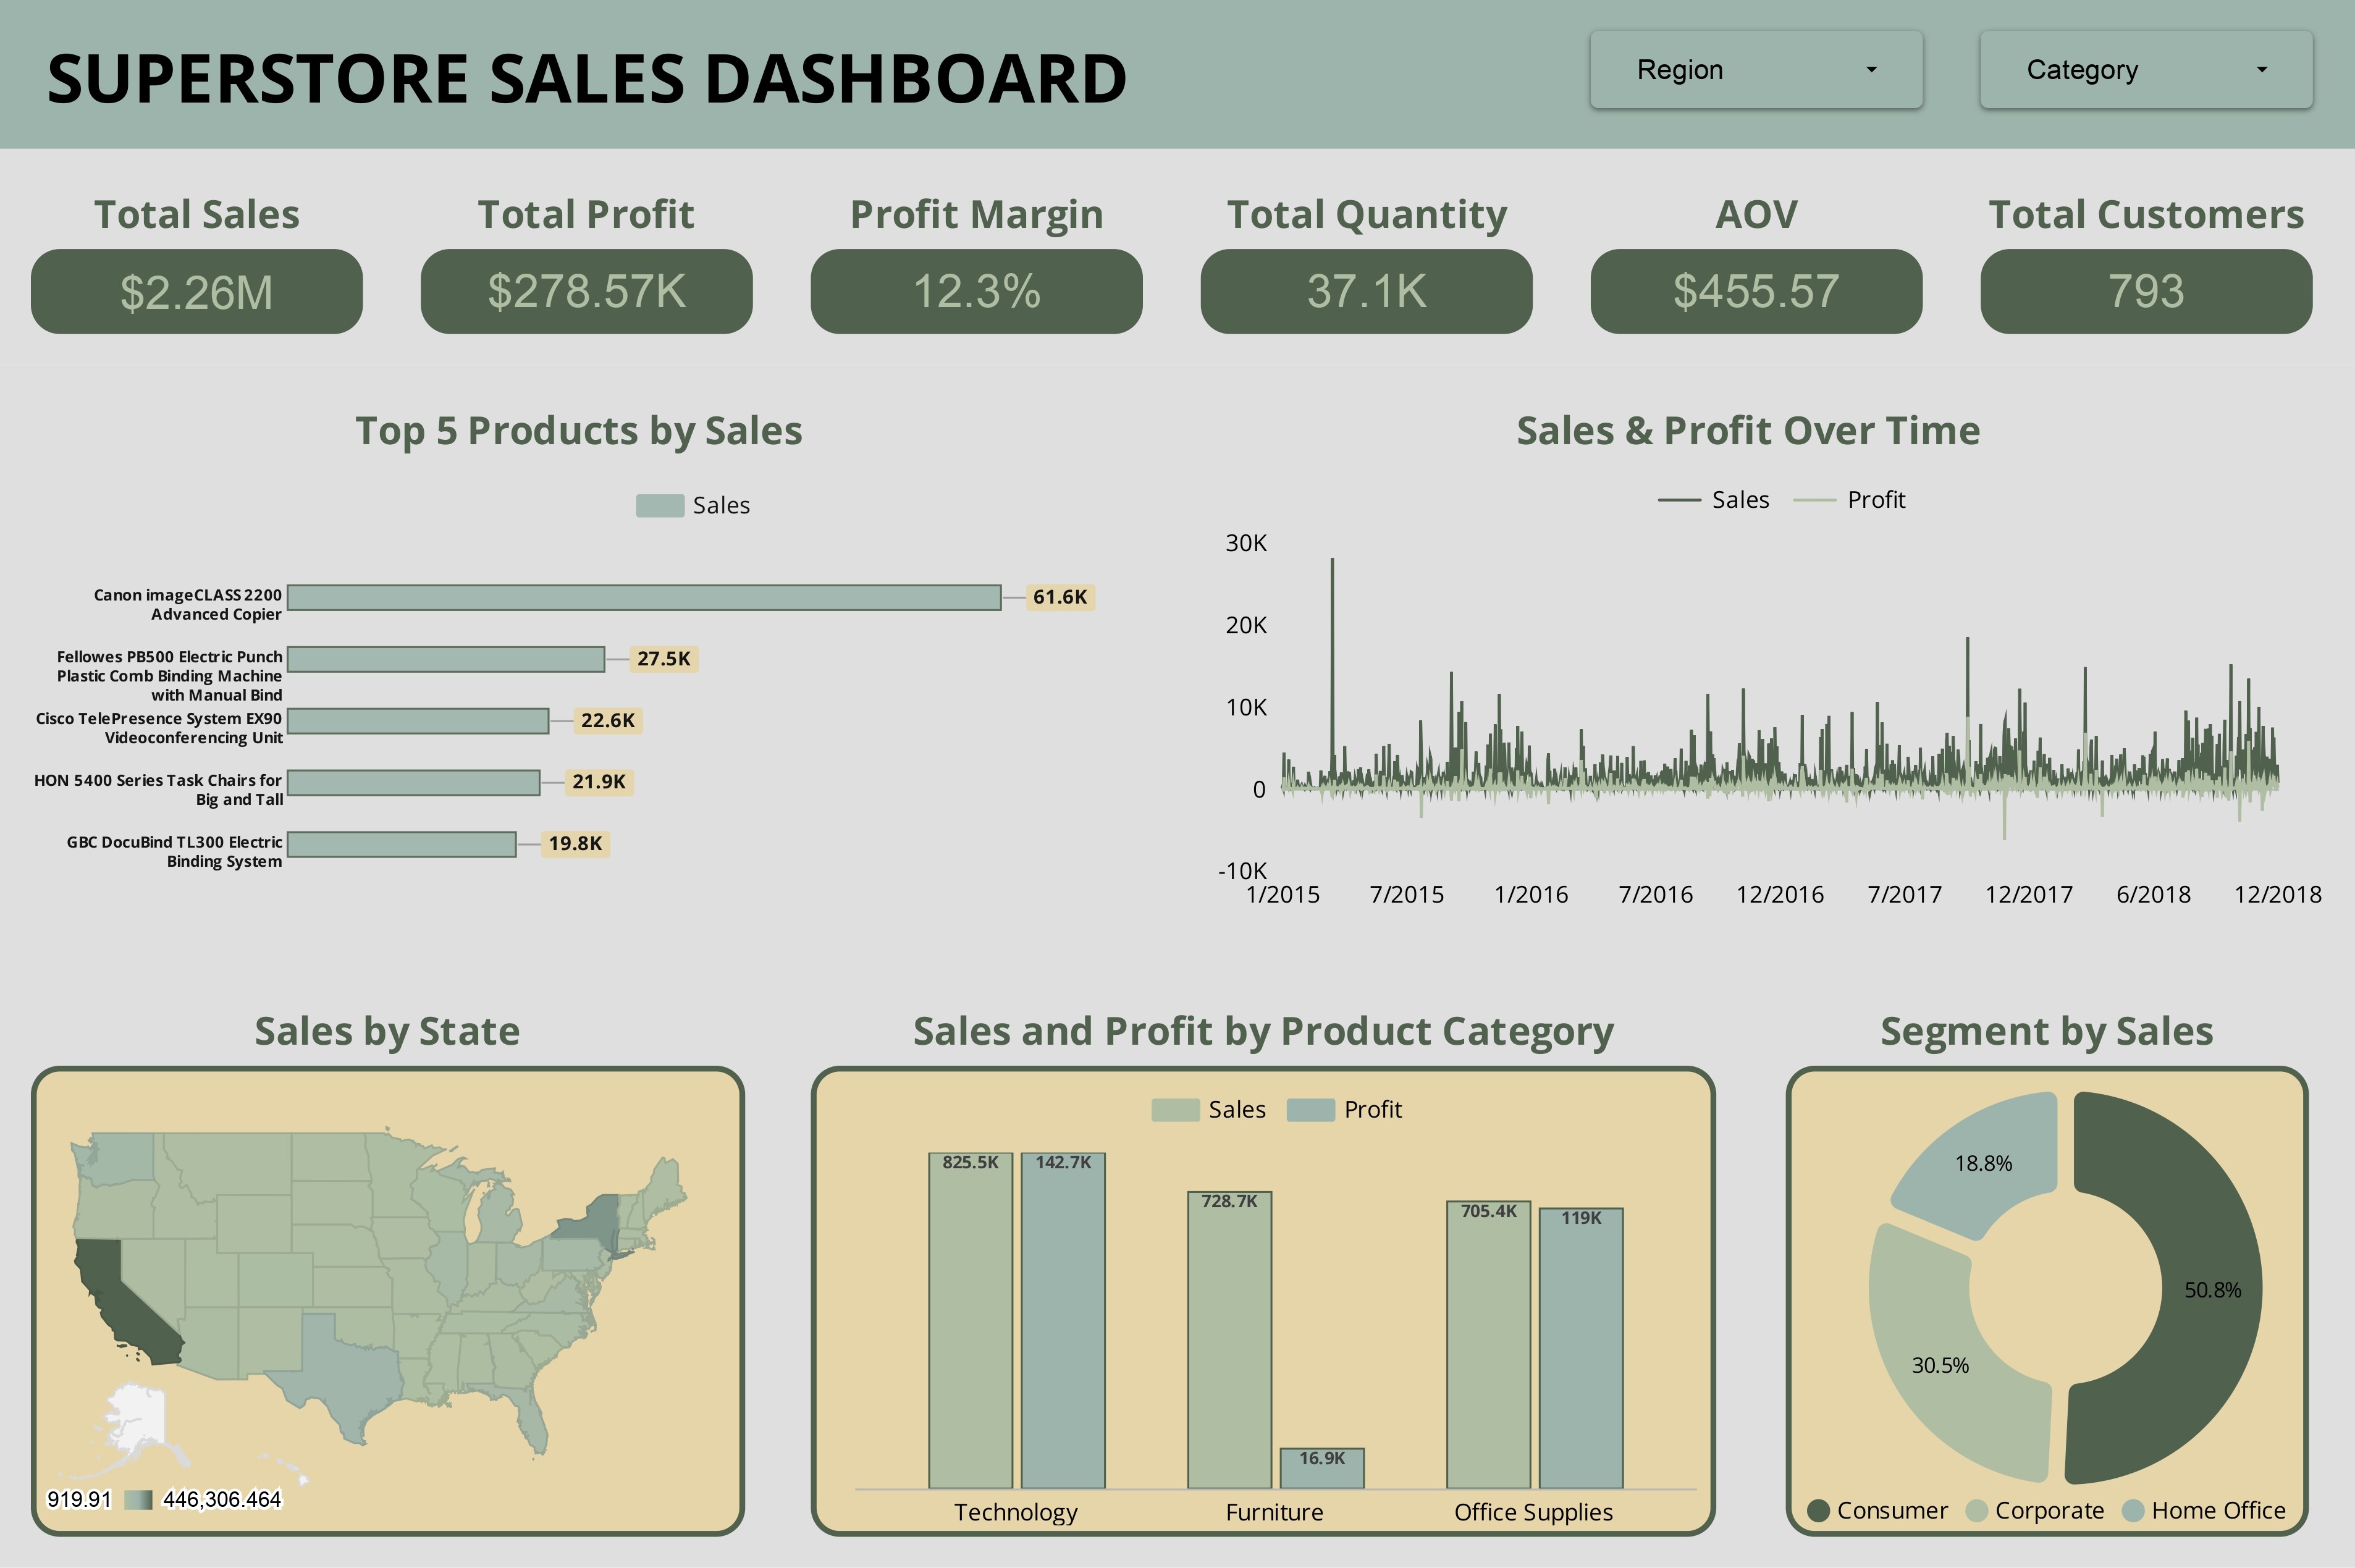 SUPERSTORE SALES DASHBOARD
Region
Category
Total Sales
Total Profit
Profit Margin
Total Quantity
AOV
Total Customers
$2.26M
$278.57K
12.3%
37.1K
$455.57
793
Top 5 Products by Sales
Sales
Canon imageCLASS 2200
Advanced Copier
61.6K
Fellowes PB500 Electric Punch
Plastic Comb Binding Machine
with Manual Bind
27.5K
Cisco TelePresence System EX90
Videoconferencing Unit
22.6K
HON 5400 Series Task Chairs for
Big and Tall
21.9K
GBC DocuBind TL300 Electric
Binding System
19.8K
Sales & Profit Over Time
Sales
Profit
30K
20K
10K
0
-10K
1/2015
7/2015
1/2016
7/2016
12/2016
7/2017
12/2017
6/2018
12/2018
Sales by State
919.91
446,306.464
Sales and Profit by Product Category
Sales
Profit
825.5K
142.7K
728.7K
16.9K
705.4K
119K
Technology
Furniture
Office Supplies
Segment by Sales
18.8%
50.8%
30.5%
Consumer
Corporate
Home Office